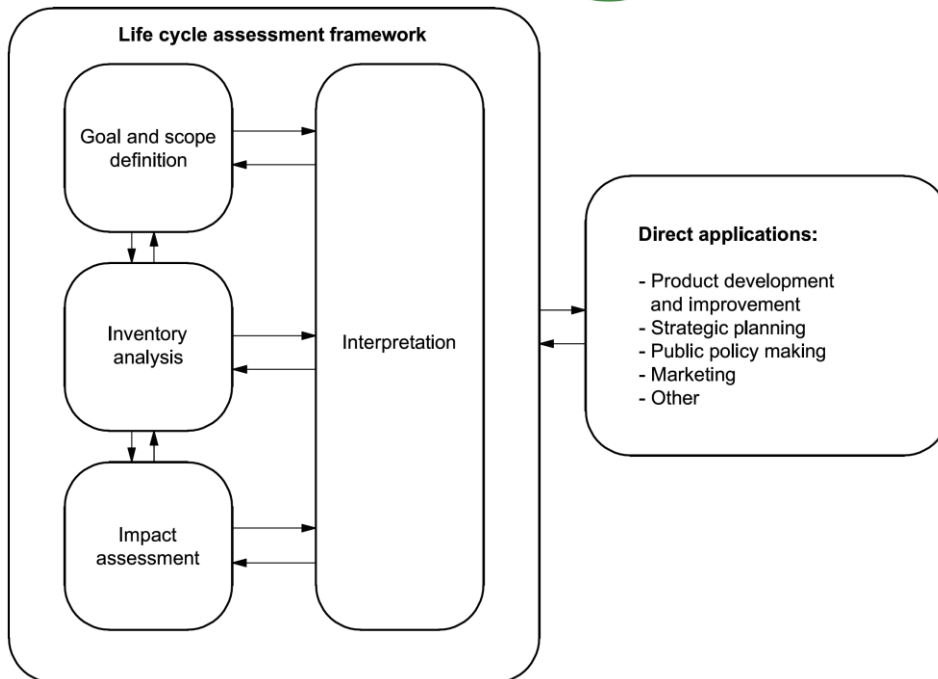 Life cycle assessment framework
Goal and scope
definition
Inventory
analysis
Impact
assessment
Interpretation
Direct applications:
- Product development
and improvement
- Strategic planning
- Public policy making
- Marketing
- Other